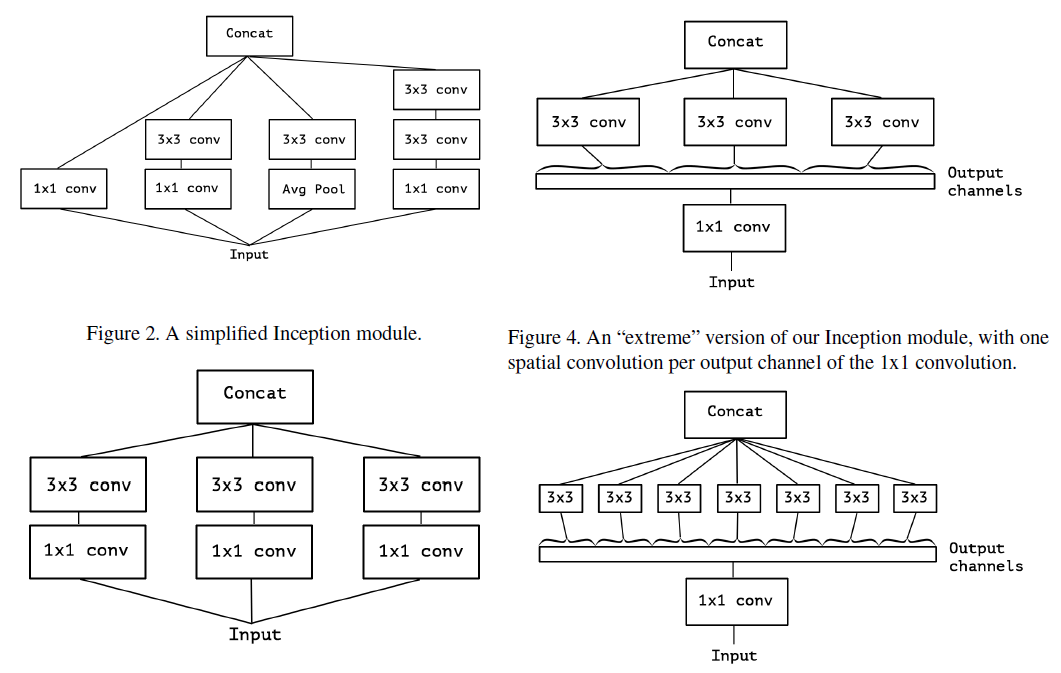 Concat
3x3 conv
3x3 conv 3x3 conv 3x3 conv
1x1 conv 1x1 conv Avg Pool 1x1 conv
Input
Figure 2. A simplified Inception module.
Concat
3x3 conv 3x3 conv 3x3 conv
1x1 conv 1x1 conv 1x1 conv
Input
Concat
3x3 conv 3x3 conv 3x3 conv
Output
channels
1x1 conv
Input
Figure 4. An “extreme” version of our Inception module, with one
spatial convolution per output channel of the 1x1 convolution.
Concat
3x3 3x3 3x3 3x3 3x3 3x3 3x3
Output
channels
1x1 conv
Input